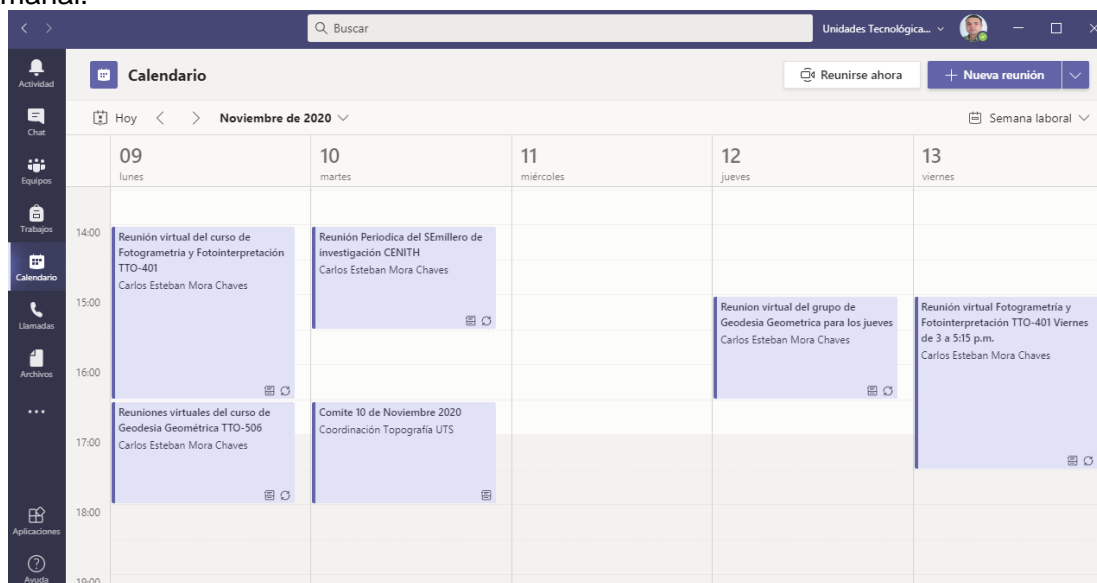 manal.
Buscar
Unidades Tecnológica...
Actividad
Calendario
Reunirse ahora
+ Nueva reunión
Chat
Hoy
Noviembre de 2020
Semana laboral
Equipos
09
lunes
10
martes
11
miércoles
12
jueves
13
viernes
Trabajos
Calendario
Llamadas
Archivos
Aplicaciones
Ayuda
14:00
15:00
16:00
17:00
18:00
19:00
Reunión virtual del curso de
Fotogrametria y Fotointerpretación
TTO-401
Carlos Esteban Mora Chaves
Reuniones virtuales del curso de
Geodesia Geométrica TTO-506
Carlos Esteban Mora Chaves
Reunión Periodica del SEmillero de
investigación CENITH
Carlos Esteban Mora Chaves
Comite 10 de Noviembre 2020
Coordinación Topografía UTS
Reunion virtual del grupo de
Geodesia Geometrica para los jueves
Carlos Esteban Mora Chaves
Reunión virtual Fotogrametría y
Fotointerpretación TTO-401 Viernes
de 3 a 5:15 p.m.
Carlos Esteban Mora Chaves